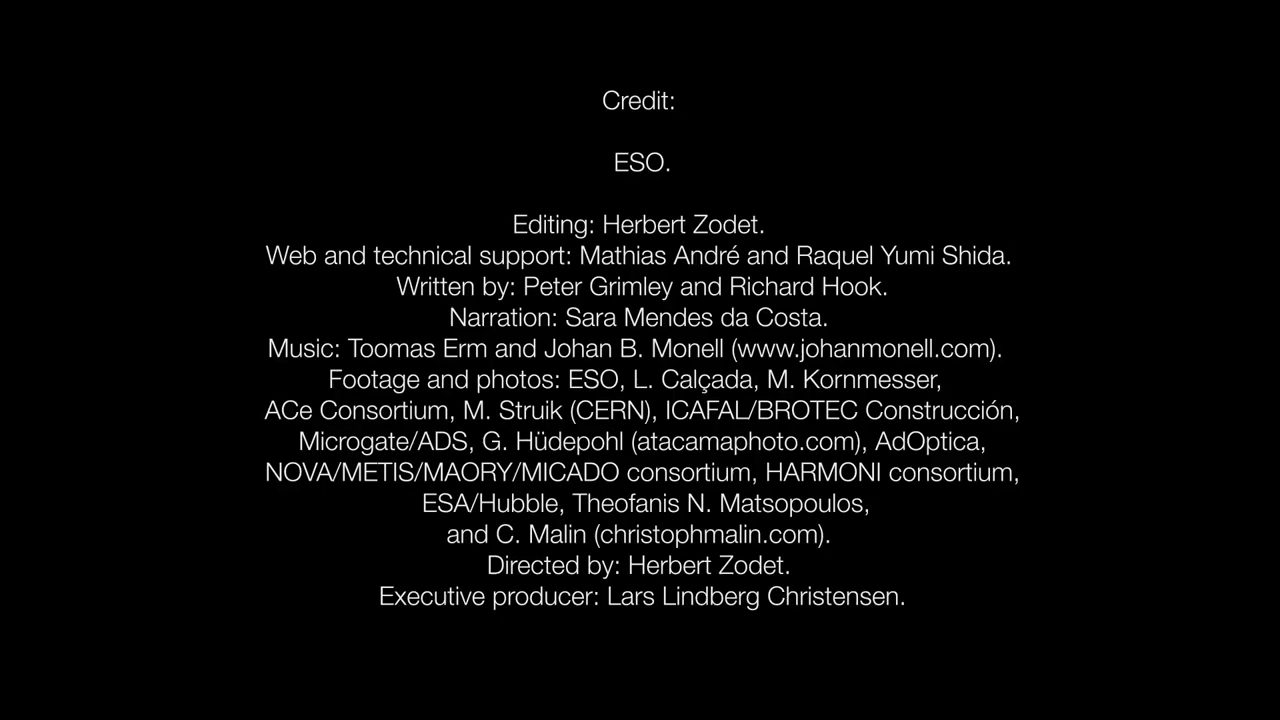 Credit:
ESO.
Editing: Herbert Zodet.
Web and technical support: Mathias André and Raquel Yumi Shida.
Written by: Peter Grimley and Richard Hook.
Narration: Sara Mendes da Costa.
Music: Toomas Erm and Johan B. Monell (www.johanmonell.com).
Footage and photos: ESO, L. Calçada, M. Kornmesser,
ACe Consortium, M. Struik (CERN), ICAFAL/BROTEC Construcción,
Microgate/ADS, G. Hüdepohl (atacamaphoto.com), AdOptica,
NOVA/METIS/MAORY/MICADO consortium, HARMONI consortium,
ESA/Hubble, Theofanis N. Matsopoulos,
and C. Malin (christophmalin.com).
Directed by: Herbert Zodet.
Executive producer: Lars Lindberg Christensen.